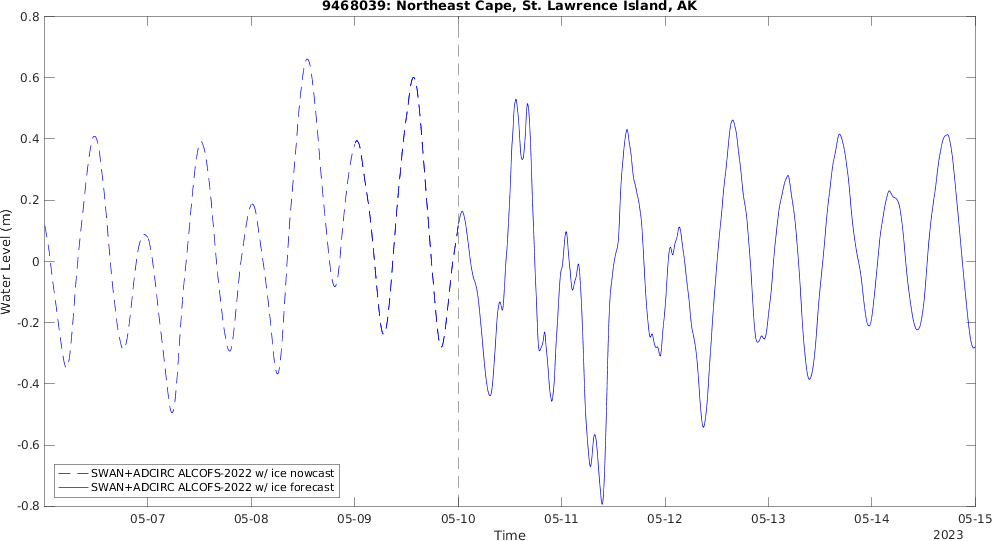 9468039: Northeast Cape, St. Lawrence Island, AK
0.8
0.6
0.4
0.2
0
-0.2
-0.4
-0.6
-0.8
Water Level (m)
SWAN+ADCIRC ALCOFS-2022 w/ ice nowcast
SWAN+ADCIRC ALCOFS-2022 w/ ice forecast
05-07 05-08 05-09 05-10 05-11 05-12 05-13 05-14 05-15
Time
2023